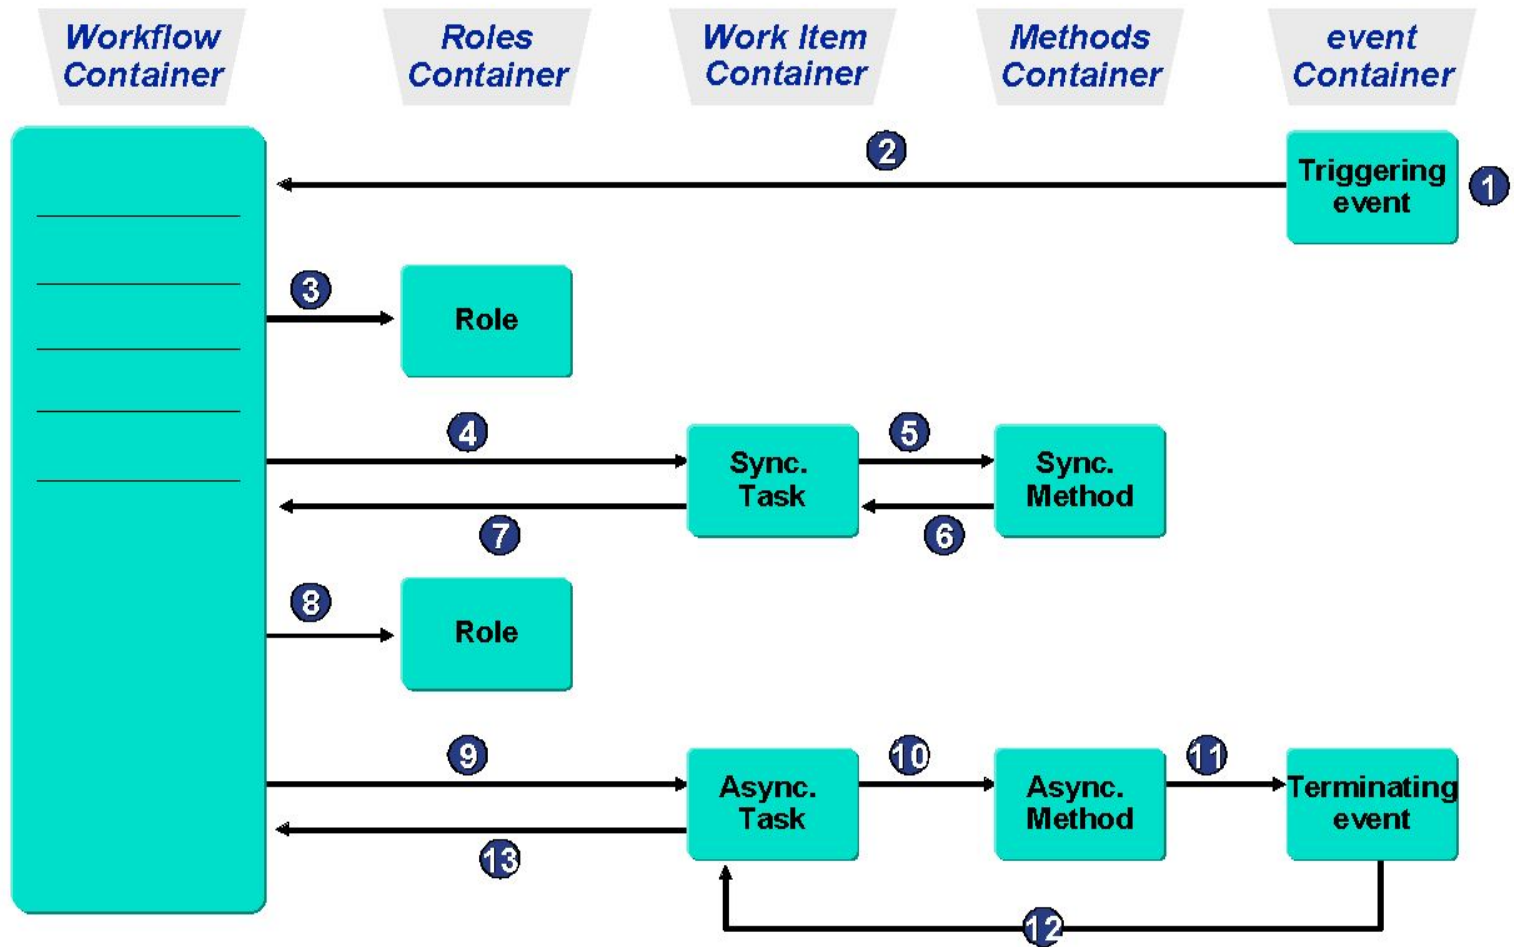 Workflow
Container
Roles
Container
Work Item
Container
Methods
Container
event
Container
2
Triggering
event
1
3
Role
4
5
Sync.
Task
Sync.
Method
7
6
8
Role
9
10
11
Async.
Task
Async.
Method
Terminating
event
13
12